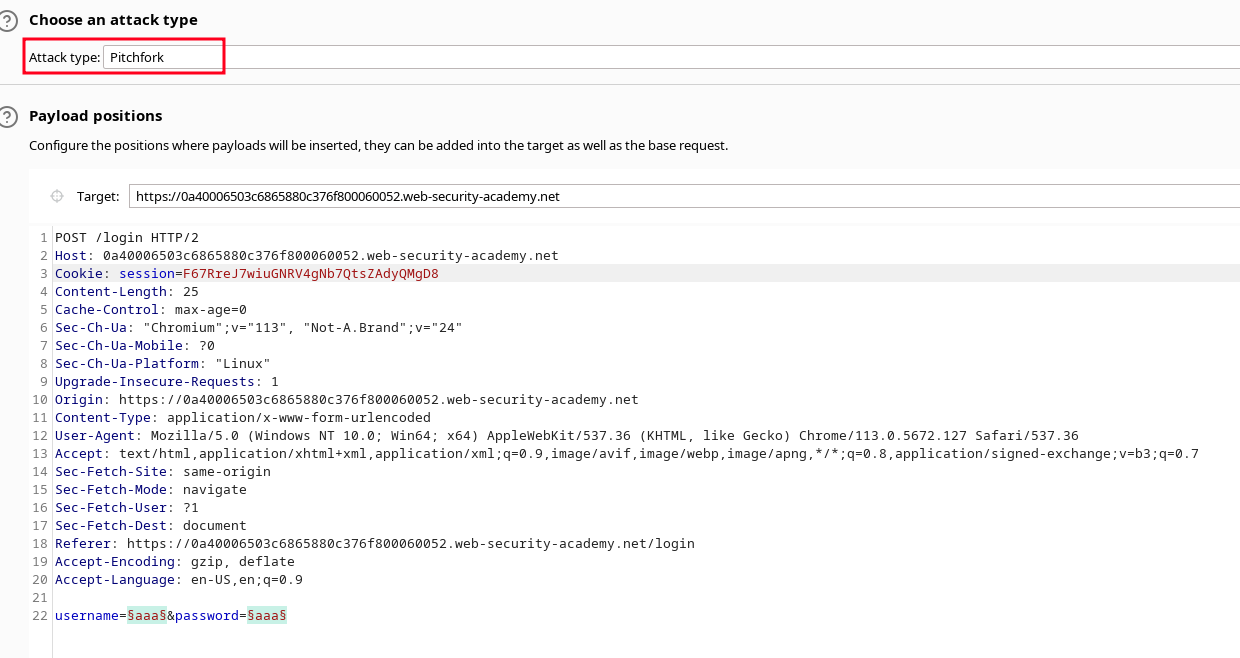 Choose an attack type
Attack type: Pitchfork
Payload positions
Configure the positions where payloads will be inserted, they can be added into the target as well as the base request.
Target: https://0a40006503c6865880c376f800060052.web-security-academy.net
1 POST /login HTTP/2
2 Host: 0a40006503c6865880c376f800060052.web-security-academy.net
3 Cookie: session=F67RreJ7wiuGNRV4gNb7QtsZAdyQMgD8
4 Content-Length: 25
5 Cache-Control: max-age=0
6 Sec-Ch-Ua: "Chromium";v="113", "Not-A.Brand";v="24"
7 Sec-Ch-Ua-Mobile: ?0
8 Sec-Ch-Ua-Platform: "Linux"
9 Upgrade-Insecure-Requests: 1
10 Origin: https://0a40006503c6865880c376f800060052.web-security-academy.net
11 Content-Type: application/x-www-form-urlencoded
12 User-Agent: Mozilla/5.0 (Windows NT 10.0; Win64; x64) AppleWebKit/537.36 (KHTML, like Gecko) Chrome/113.0.5672.127 Safari/537.36
13 Accept: text/html,application/xhtml+xml,application/xml;q=0.9,image/avif,image/webp,image/apng,*/*;q=0.8,application/signed-exchange;v=b3;q=0.7
14 Sec-Fetch-Site: same-origin
15 Sec-Fetch-Mode: navigate
16 Sec-Fetch-User: ?1
17 Sec-Fetch-Dest: document
18 Referer: https://0a40006503c6865880c376f800060052.web-security-academy.net/login
19 Accept-Encoding: gzip, deflate
20 Accept-Language: en-US,en;q=0.9
21
22 username=§aaa§&password=§aaa§